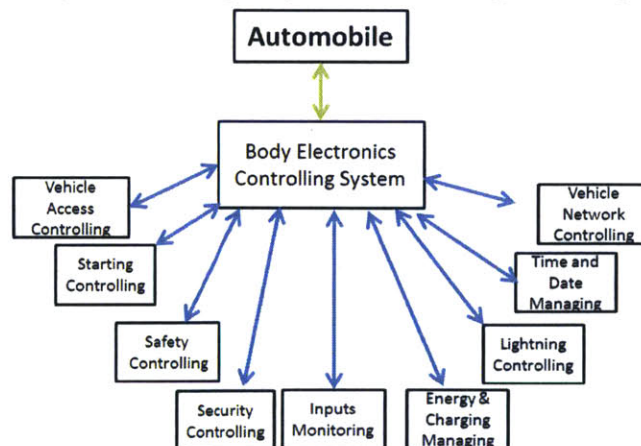 Automobile
Body Electronics
Controlling System
Vehicle
Access
Controlling
Vehicle
Network
Controlling
Starting
Controlling
Time and
Date
Managing
Safety
Controlling
Lightning
Controlling
Security
Controlling
Inputs
Monitoring
Energy &
Charging
Managing